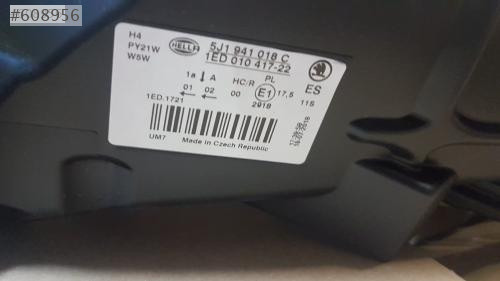 #608956
H4
PY21W
W5W
HELLA
5J1 941 018 C
1ED 010 417-22
1a A HC/R PL
01 02 00 E1 17,5
2918
ES
11S
1ED.1721
UM7 Made in Czech Republic